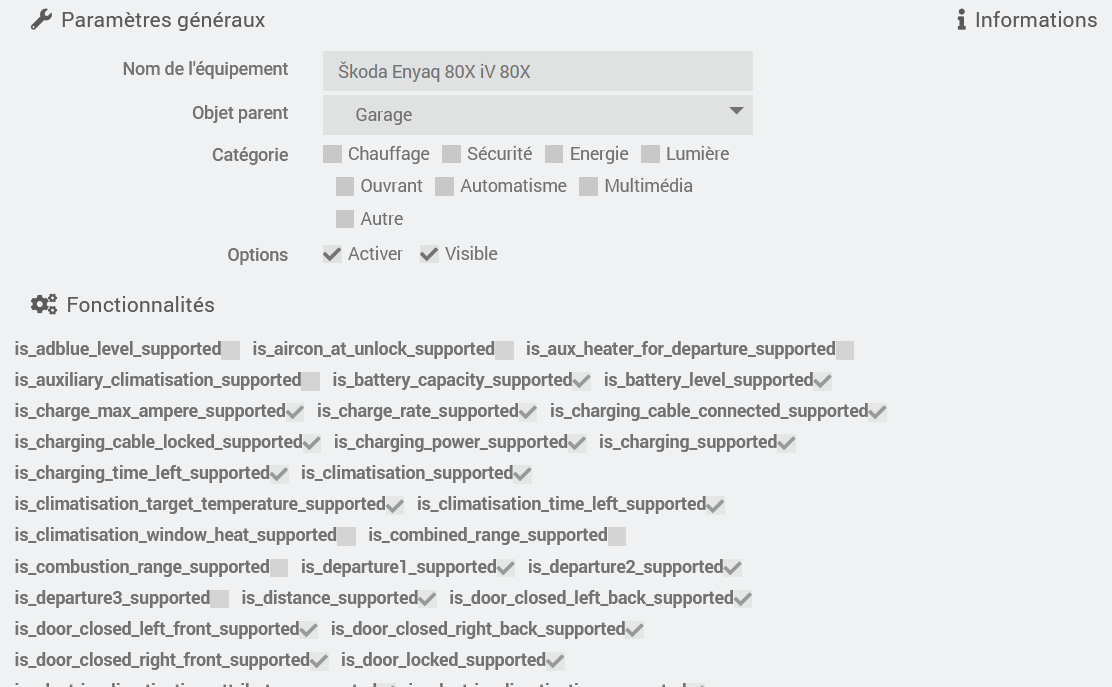 Paramètres généraux Informations
Nom de l'équipement Škoda Enyaq 80X iV 80X
Objet parent Garage
Catégorie Chauffage Sécurité Energie Lumière
Ouvrant Automatisme Multimédia
Autre
Options Activer Visible
Fonctionnalités
is_adblue_level_supported is_aircon_at_unlock_supported is_aux_heater_for_departure_supported
is_auxiliary_climatisation_supported is_battery_capacity_supported is_battery_level_supported
is_charge_max_ampere_supported is_charge_rate_supported is_charging_cable_connected_supported
is_charging_cable_locked_supported is_charging_power_supported is_charging_supported
is_charging_time_left_supported is_climatisation_supported
is_climatisation_target_temperature_supported is_climatisation_time_left_supported
is_climatisation_window_heat_supported is_combined_range_supported
is_combustion_range_supported is_departure1_supported is_departure2_supported
is_departure3_supported is_distance_supported is_door_closed_left_back_supported
is_door_closed_left_front_supported is_door_closed_right_back_supported
is_door_closed_right_front_supported is_door_locked_supported